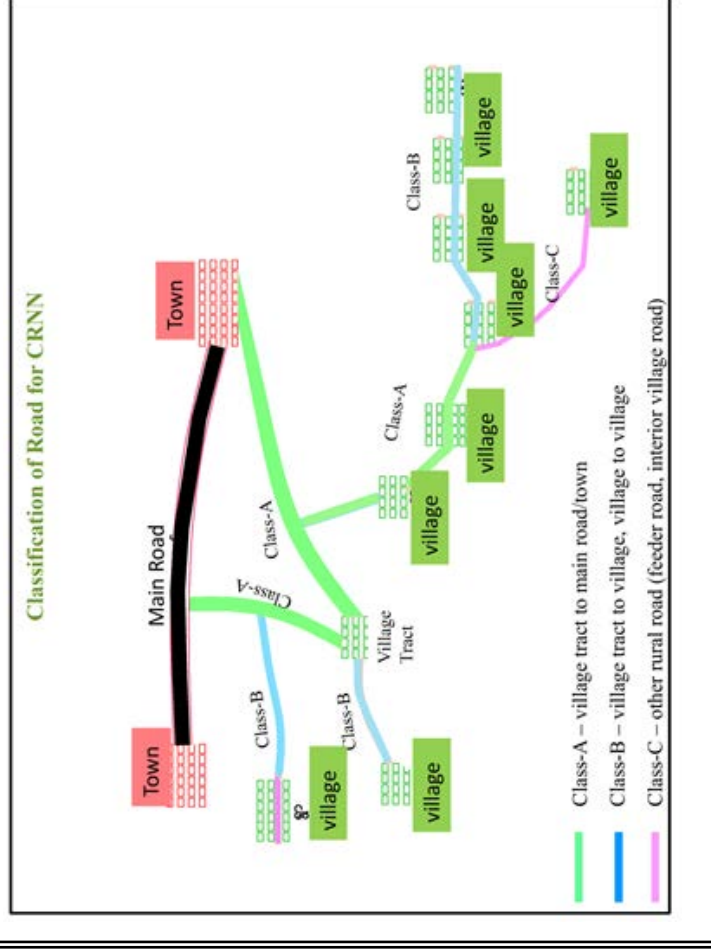 Classification of Road for CRNN
Town
Main Road
Town
Class-B
Class-A
Class-A
village
Class-B
Village
Tract
village
village
Class-A
village
Class-B
village
village
village
Class-C
village
Class-A – village tract to main road/town
Class-B – village tract to village, village to village
Class-C – other rural road (feeder road, interior village road)